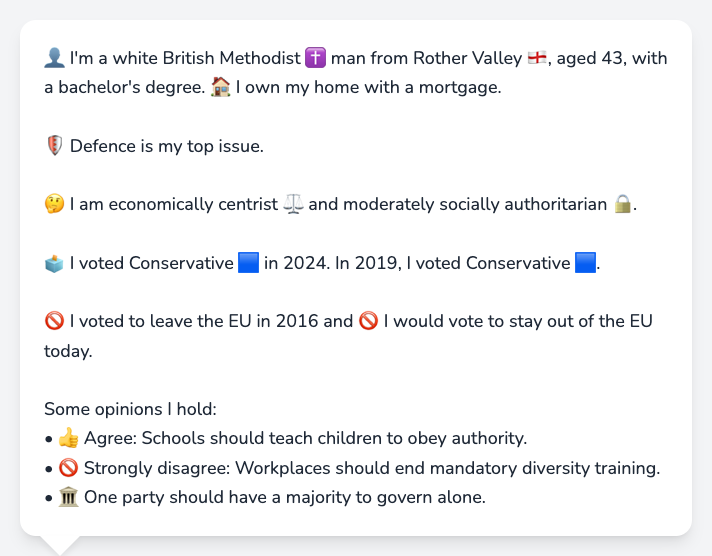 👤 I'm a white British Methodist ✝️ man from Rother Valley 🏴󠁧󠁢󠁥󠁮󠁧󠁿, aged 43, with
a bachelor's degree. 🏠 I own my home with a mortgage.
🛡️ Defence is my top issue.
🤔 I am economically centrist ⚖️ and moderately socially authoritarian 🔒.
🗳️ I voted Conservative 🟦 in 2024. In 2019, I voted Conservative 🟦.
🚫 I voted to leave the EU in 2016 and 🚫 I would vote to stay out of the EU
today.
Some opinions I hold:
• 👍 Agree: Schools should teach children to obey authority.
• 🚫 Strongly disagree: Workplaces should end mandatory diversity training.
• 🏛️ One party should have a majority to govern alone.